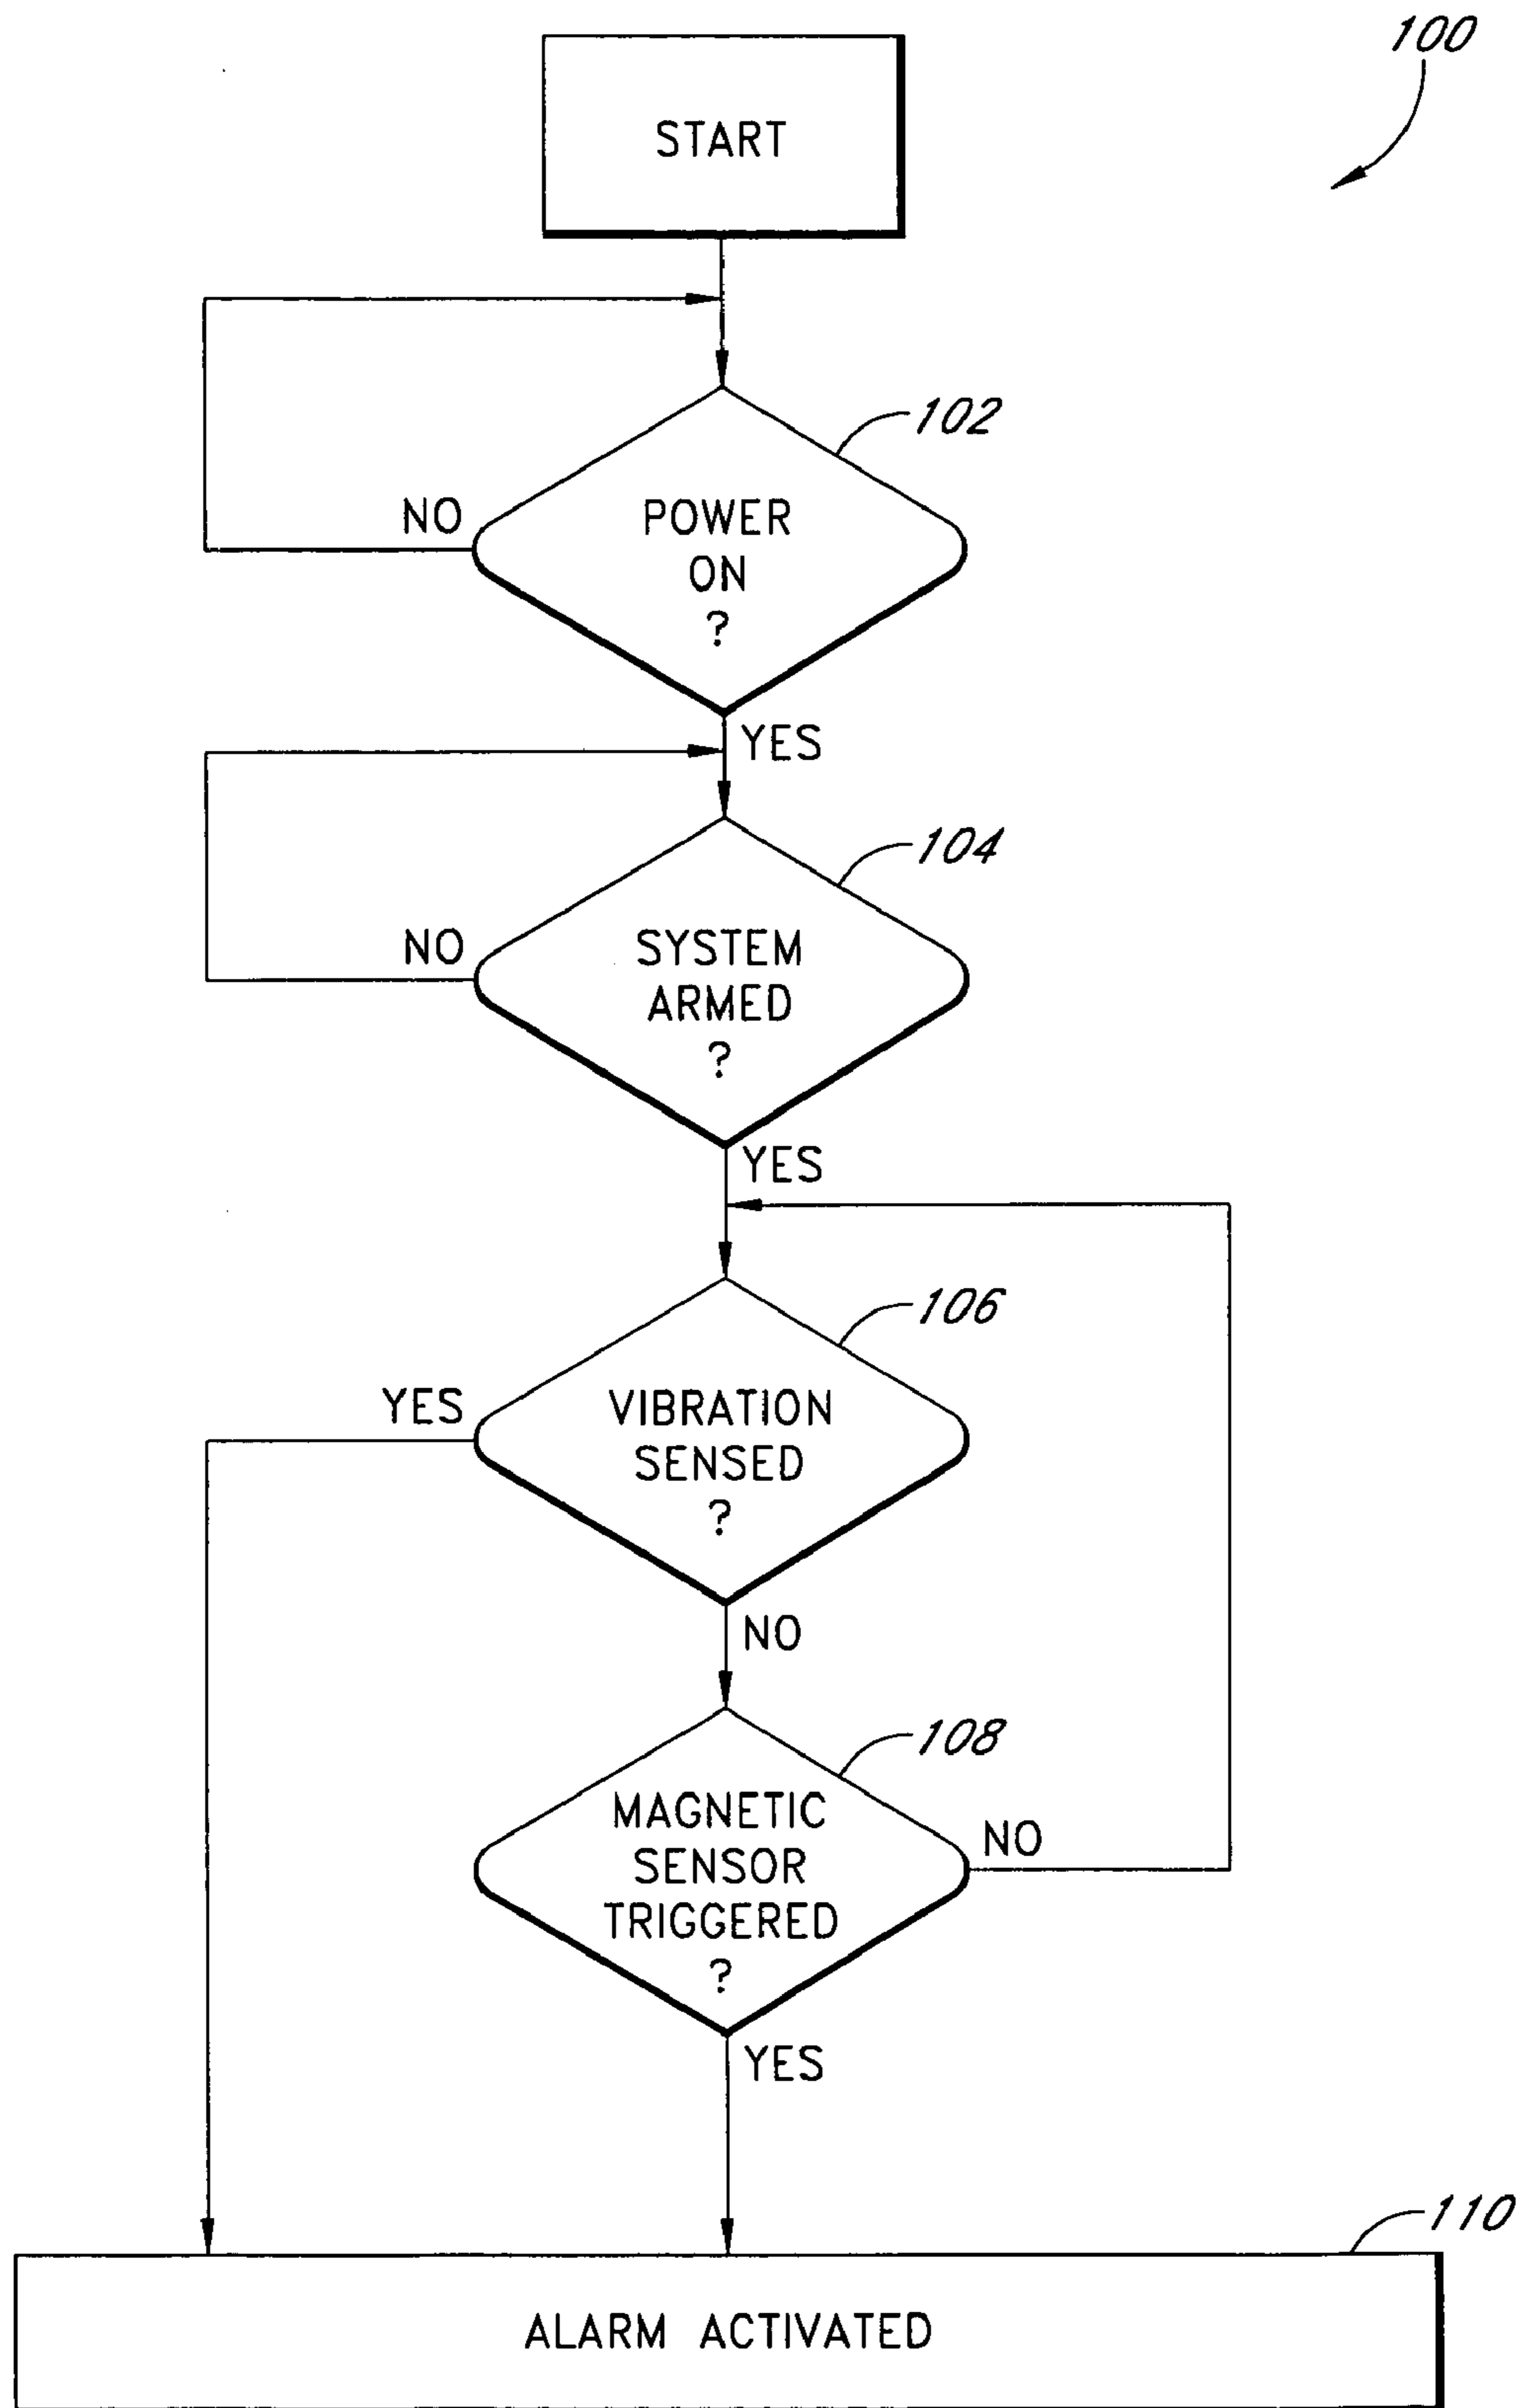 100
START
102
NO
POWER
ON
?
YES
104
NO
SYSTEM
ARMED
?
YES
106
YES
VIBRATION
SENSED
?
NO
108
MAGNETIC
SENSOR
TRIGGERED
?
NO
YES
110
ALARM ACTIVATED